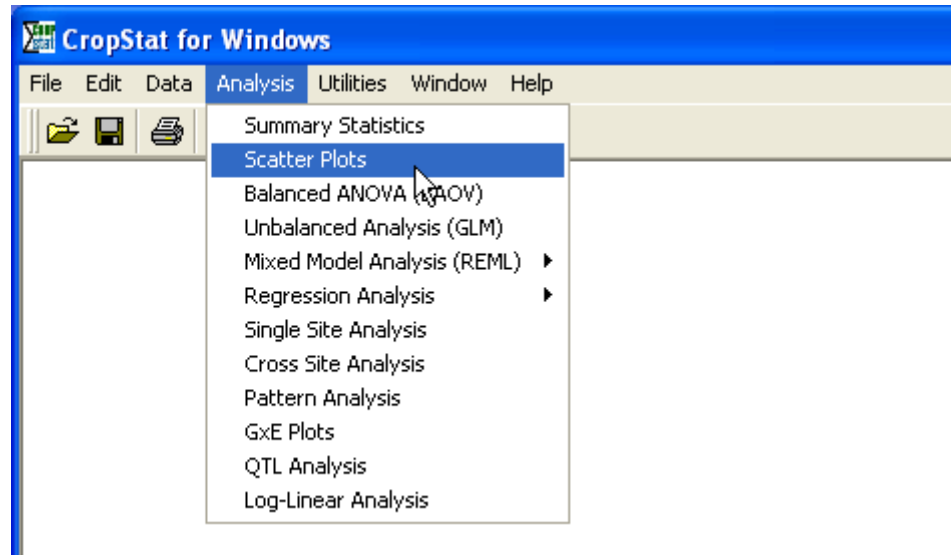 CropStat for Windows
File Edit Data Analysis Utilities Window Help
Summary Statistics
Scatter Plots
Balanced ANOVA
Unbalanced Analysis (GLM)
Mixed Model Analysis (REML)
Regression Analysis
Single Site Analysis
Cross Site Analysis
Pattern Analysis
GxE Plots
QTL Analysis
Log-Linear Analysis